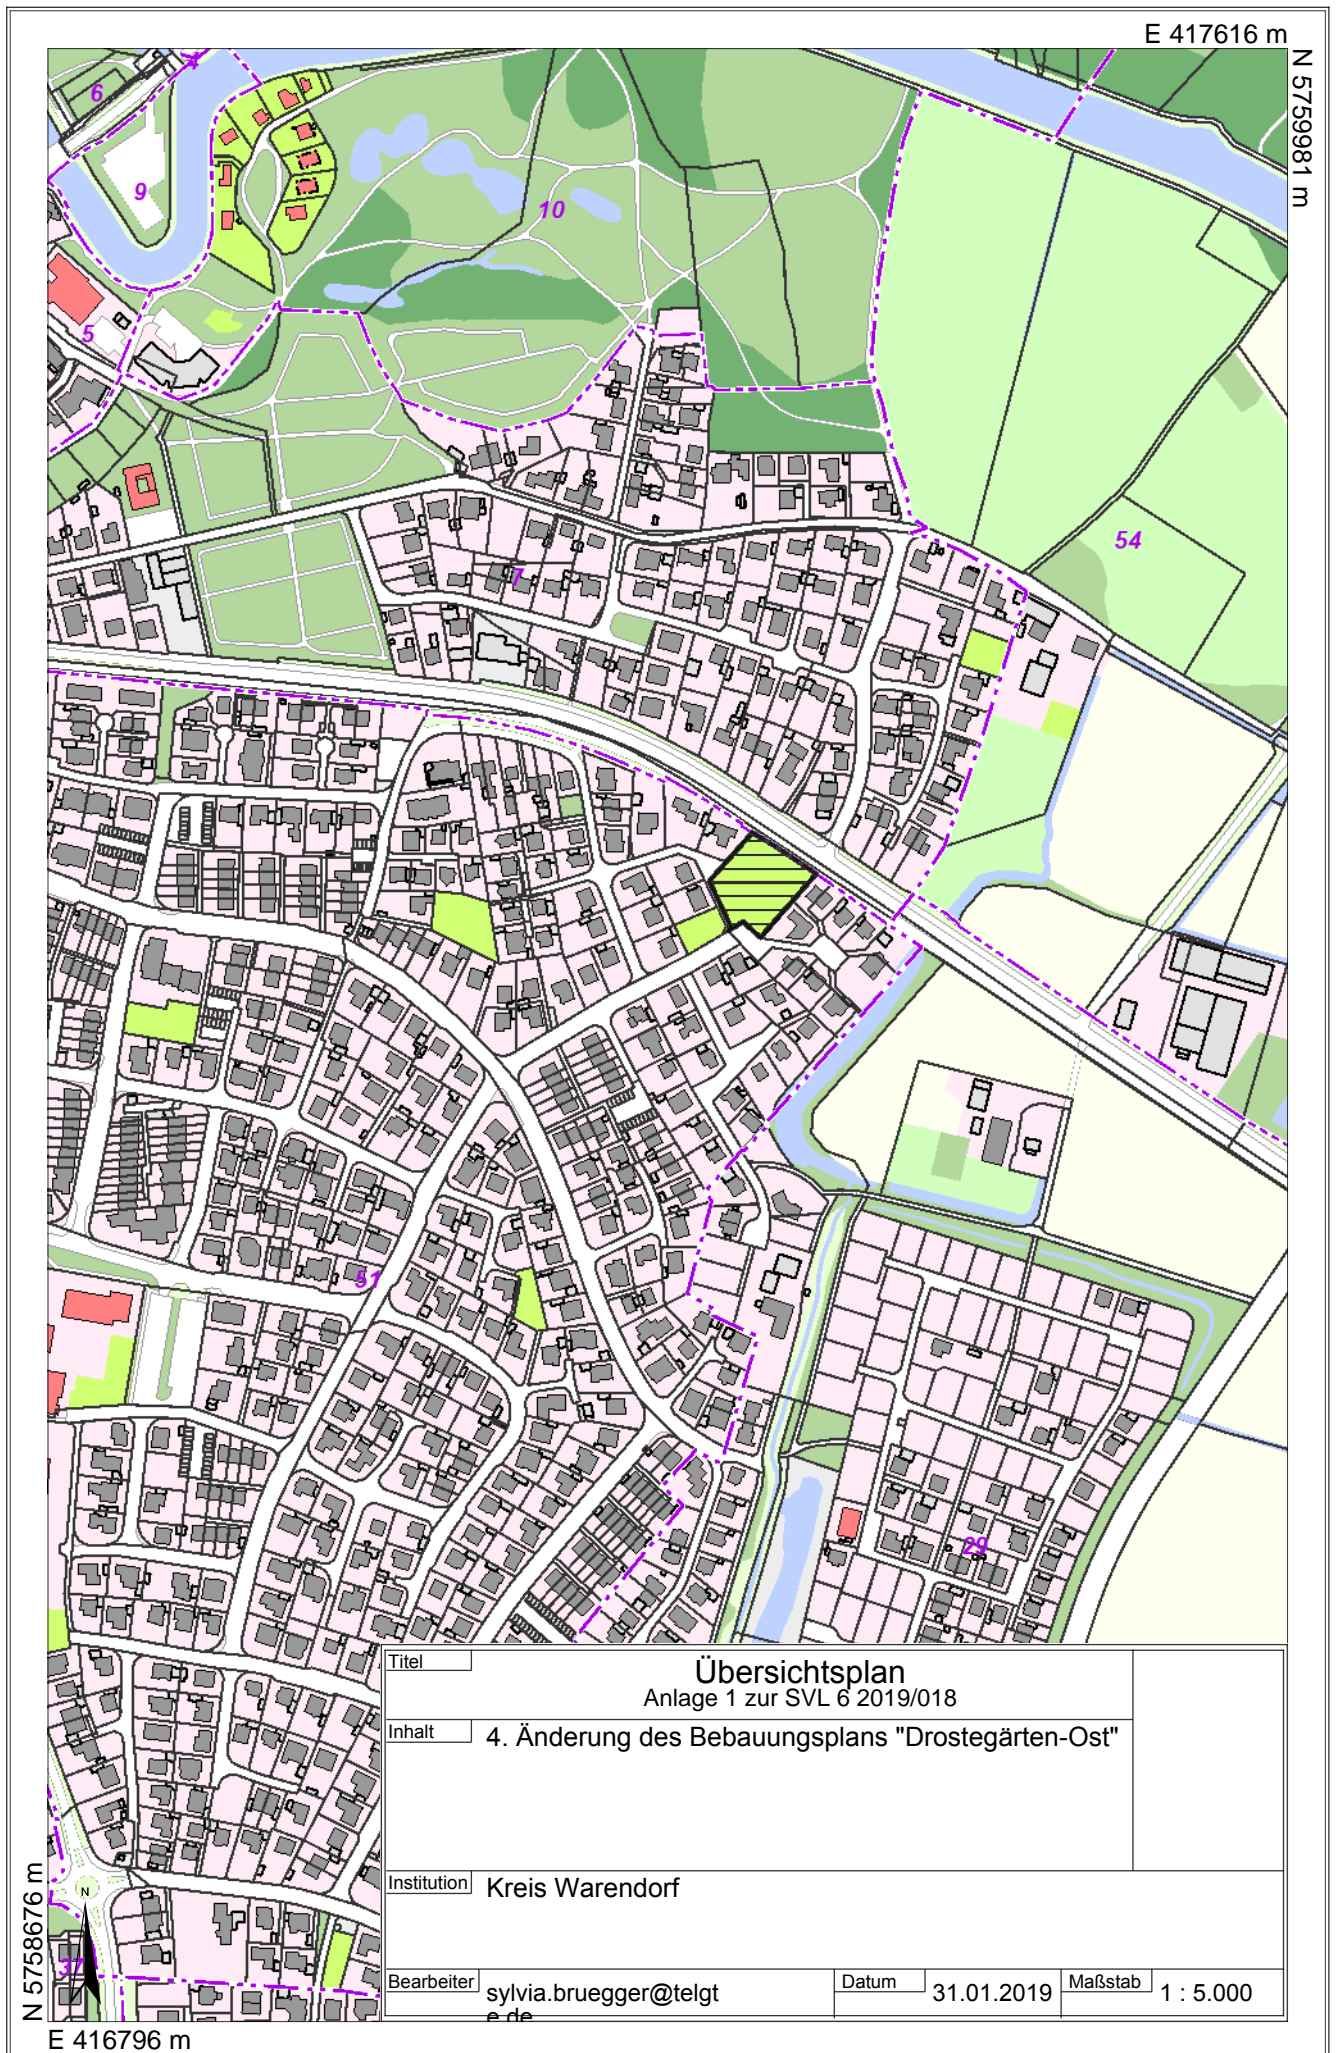 E 417616 m
N 5759981 m
6
9
10
5
7
54
51
29
37
N
N 5758676 m
E 416796 m
Titel
Übersichtsplan
Anlage 1 zur SVL 6 2019/018
Inhalt
4. Änderung des Bebauungsplans "Drostegärten-Ost"
Institution
Kreis Warendorf
Bearbeiter
sylvia.bruegger@telgt
e.de
Datum
31.01.2019
Maßstab
1 : 5.000